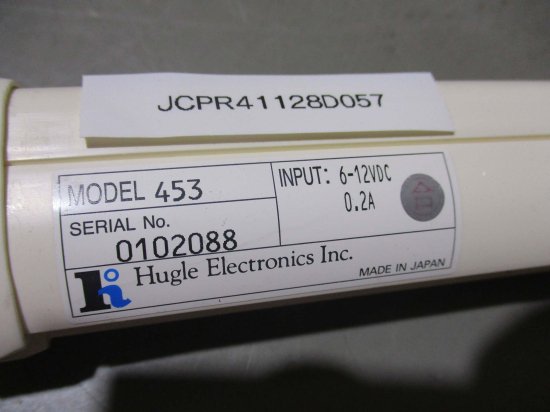 JCPR41128D057
MODEL 453
SERIAL No.
0102088
INPUT: 6-12VDC
0.2A
Hugle Electronics Inc.
MADE IN JAPAN